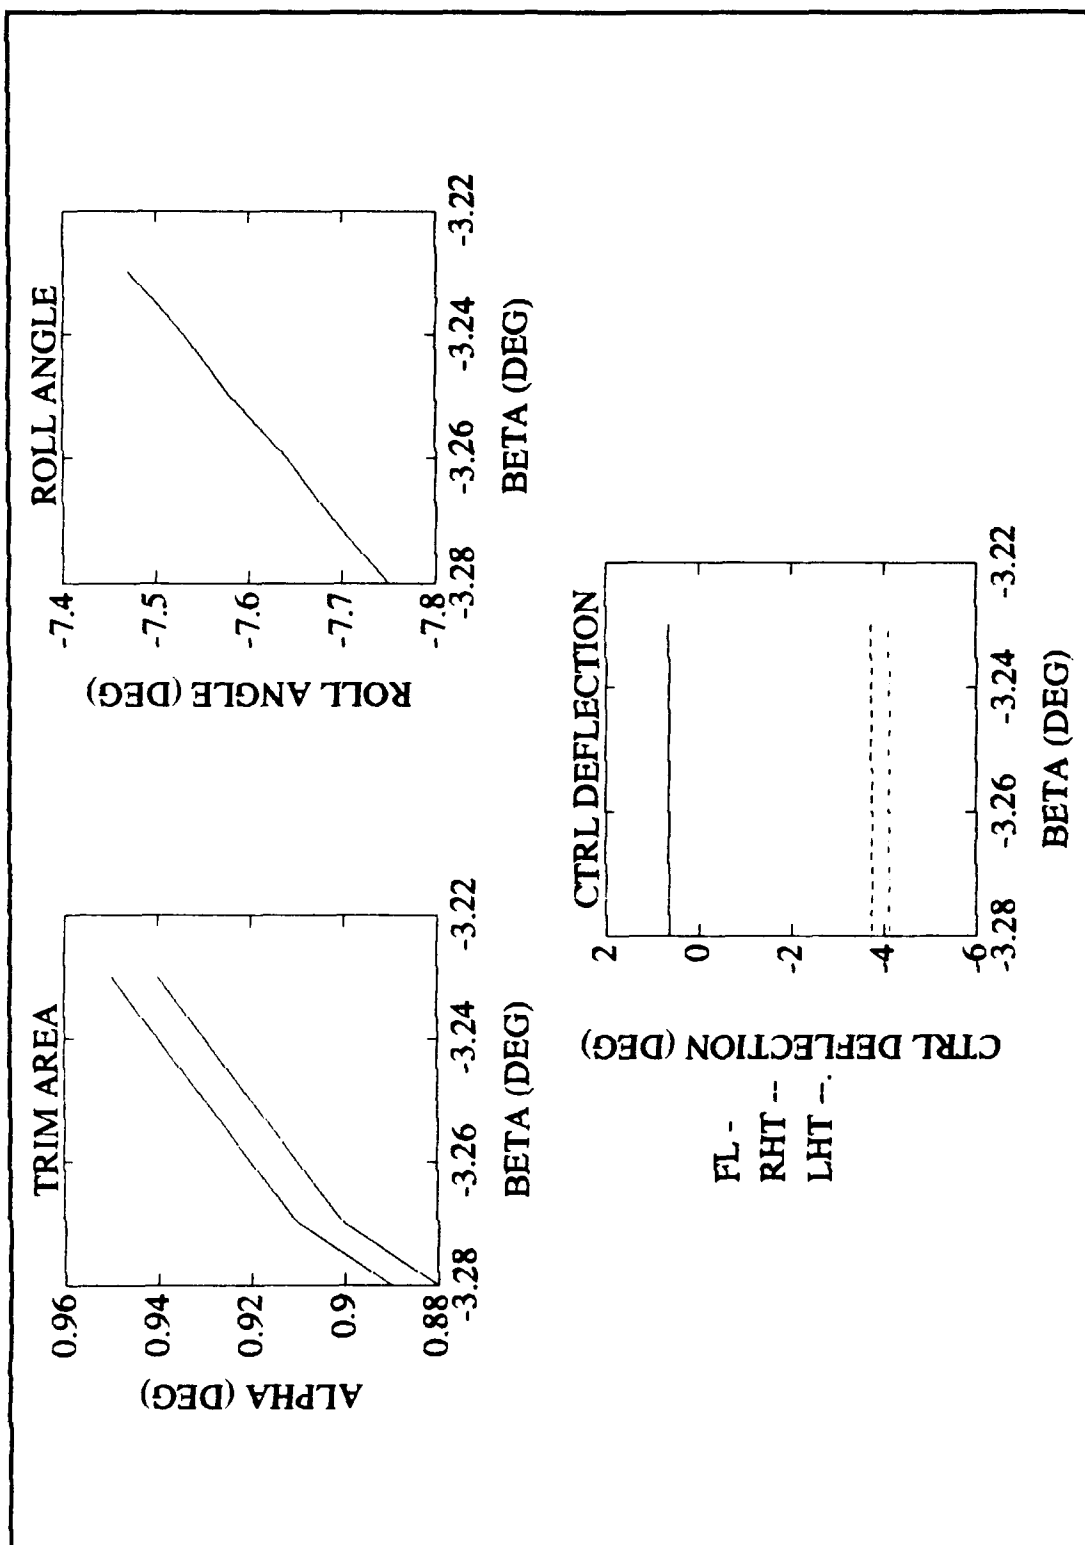 TRIM AREA
0.96
0.94
0.92
0.9
0.88
-3.28
-3.26
-3.24
-3.22
ALPHA (DEG)
BETA (DEG)
ROLL ANGLE
-7.4
-7.5
-7.6
-7.7
-7.8
-3.28
-3.26
-3.24
-3.22
ROLL ANGLE (DEG)
BETA (DEG)
CTRL DEFLECTION
2
0
-2
-4
-6
-3.28
-3.26
-3.24
-3.22
CTRL DEFLECTION (DEG)
BETA (DEG)
FL -
RHT --
LHT -.